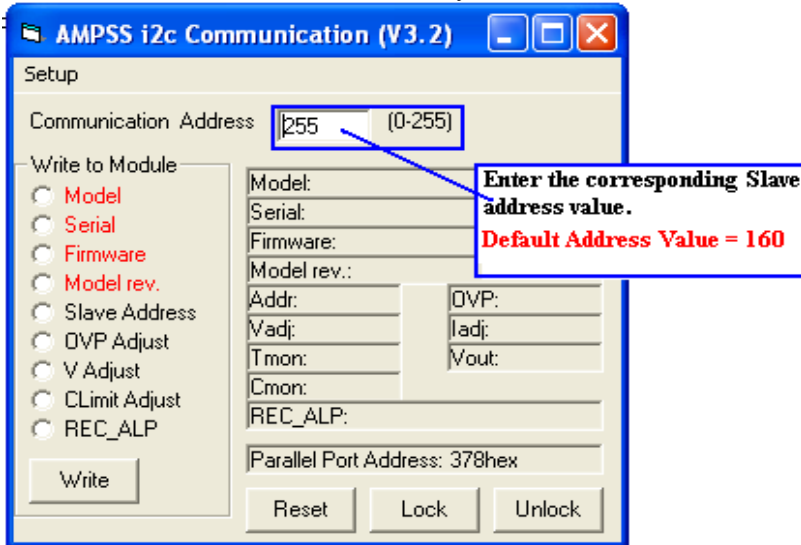 AMPSS i2c Communication (V3.2)
Setup
Communication Address 255 (0-255)
Write to Module
Model
Serial
Firmware
Model rev.
Slave Address
OVP Adjust
V Adjust
CLimit Adjust
REC_ALP
Write
Model:
Serial:
Firmware:
Model rev.:
Addr: OVP:
Vadj: Iadj:
Tmon: Vout:
Cmon:
REC_ALP:
Parallel Port Address: 378hex
Reset Lock Unlock
Enter the corresponding Slave
address value.
Default Address Value = 160